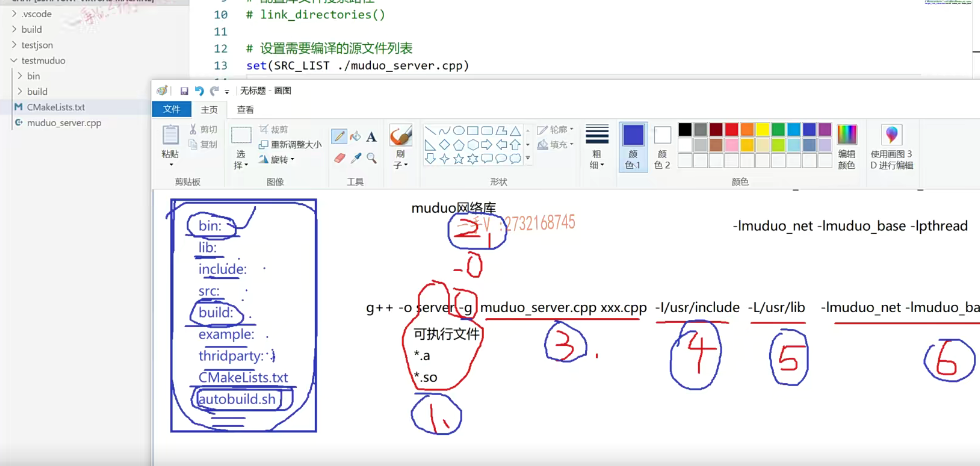 .vscode
build
testjson
testmuduo
bin
build
CMakeLists.txt
muduo_server.cpp
10 # link_directories()
11
12 # 设置需要编译的源文件列表
13 set(SRC_LIST ./muduo_server.cpp)
无标题 - 画图
文件 主页 查看
粘贴
剪切
复制
剪贴板
选择
裁剪
重新调整大小
旋转
图像
A
工具
刷子
形状
轮廓
填充
粗细
颜色 1
颜色 2
颜色
编辑颜色
使用画图 3D 进行编辑
muduo网络库
2732168745
-lmuduo_net -lmuduo_base -lpthread
bin:
lib:
include:
src:
build:
example:
thridparty:
CMakeLists.txt
autobuild.sh
2
-0
g++ -o server -g muduo_server.cpp xxx.cpp -I/usr/include -L/usr/lib -lmuduo_net -lmuduo_ba
可执行文件
*.a
*.so
1.
3.
4
5
6